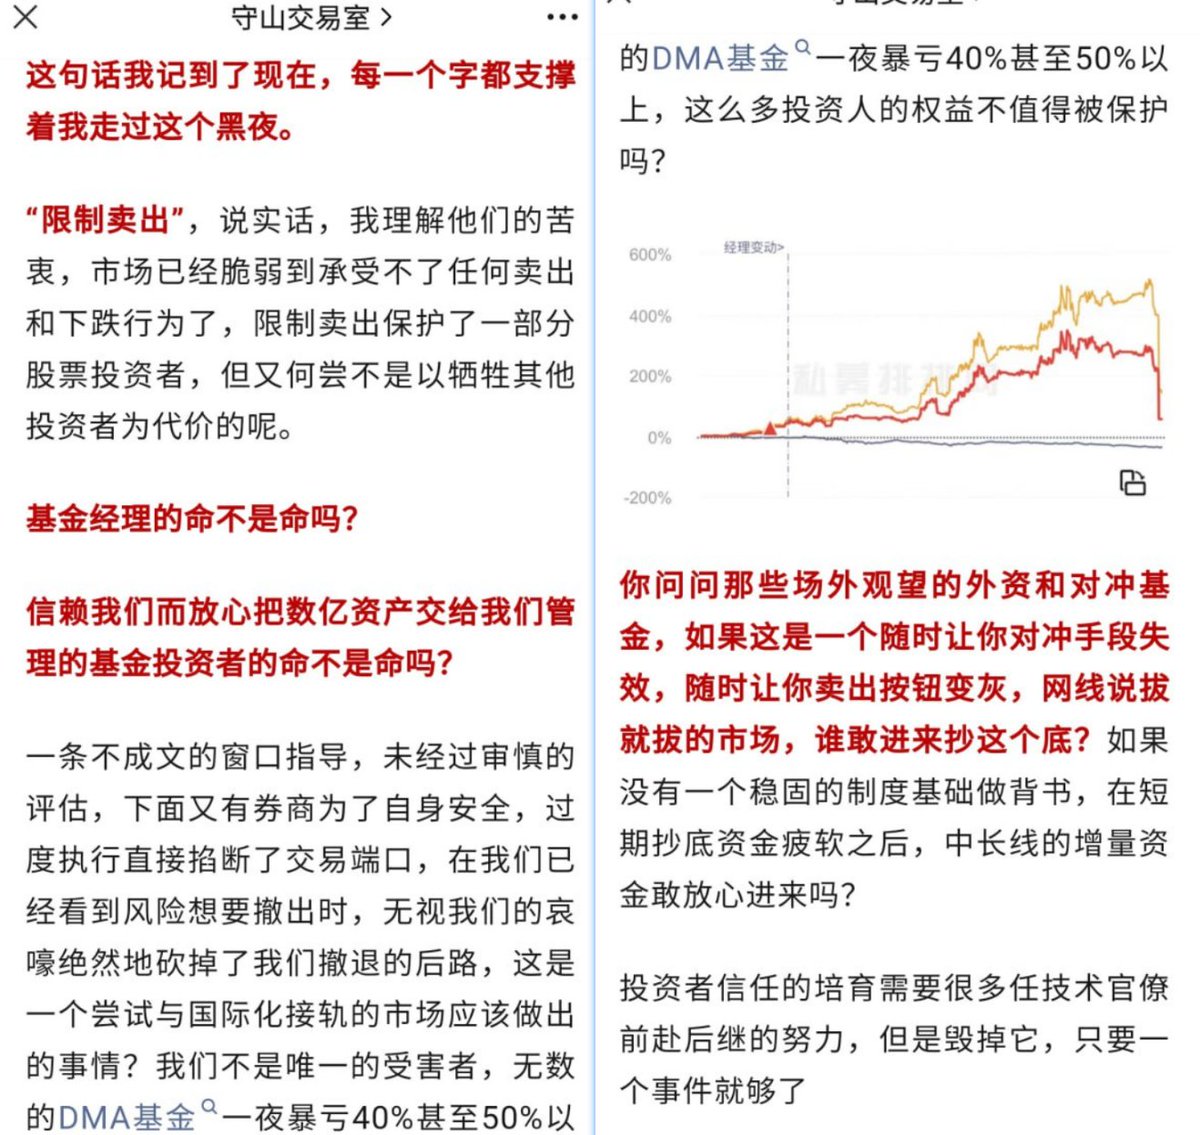 守山交易室 >
这句话我记到了现在，每一个字都支撑
着我走过这个黑夜。
“限制卖出”，说实话，我理解他们的苦
衷，市场已经脆弱到承受不了任何卖出
和下跌行为了，限制卖出保护了一部分
股票投资者，但又何尝不是以牺牲其他
投资者为代价的呢。
基金经理的命不是命吗？
信赖我们而放心把数亿资产交给我们管
理的基金投资者的命不是命吗？
一条不成文的窗口指导，未经过审慎的
评估，下面又有券商为了自身安全，过
度执行直接掐断了交易端口，在我们已
经看到风险想要撤出时，无视我们的哀
嚎绝然地砍掉了我们撤退的后路，这是
一个尝试与国际化接轨的市场应该做出
的事情？我们不是唯一的受害者，无数
的DMA基金一夜暴亏40%甚至50%以
的DMA基金一夜暴亏40%甚至50%以
上，这么多投资人的权益不值得被保护
吗？
经理变动>
600%
400%
200%
0%
-200%
私募排排网
你问问那些场外观望的外资和对冲基
金，如果这是一个随时让你对冲手段失
效，随时让你卖出按钮变灰，网线说拔
就拔的市场，谁敢进来抄这个底？如果
没有一个稳固的制度基础做背书，在短
期抄底资金疲软之后，中长线的增量资
金敢放心进来吗？
投资者信任的培育需要很多任技术官僚
前赴后继的努力，但是毁掉它，只要一
个事件就够了